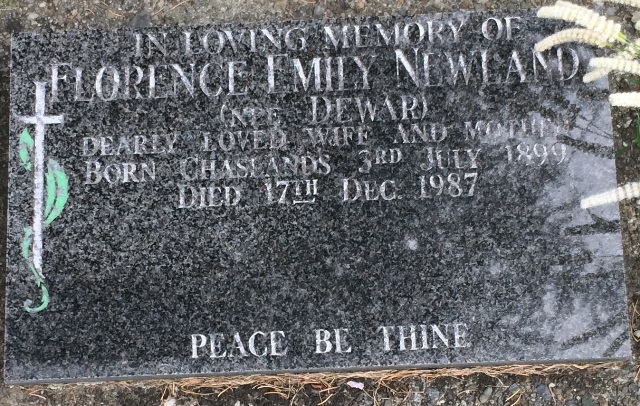 IN LOVING MEMORY OF
FLORENCE EMILY NEWLAND
(NEE DEWAR)
DEARLY LOVED WIFE AND MOTHER
BORN CHASLANDS 3RD JULY 1899
DIED 17TH DEC. 1987
PEACE BE THINE